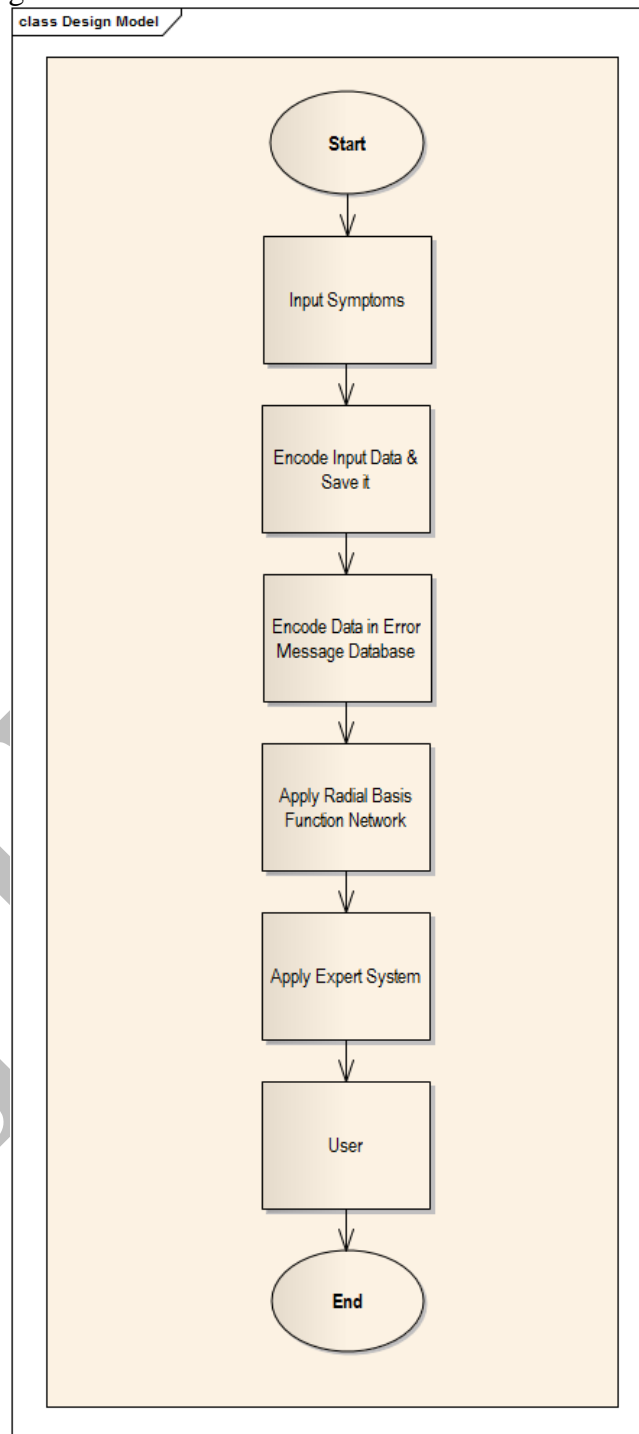 class Design Model
Start
Input Symptoms
Encode Input Data &
Save it
Encode Data in Error
Message Database
Apply Radial Basis
Function Network
Apply Expert System
User
End